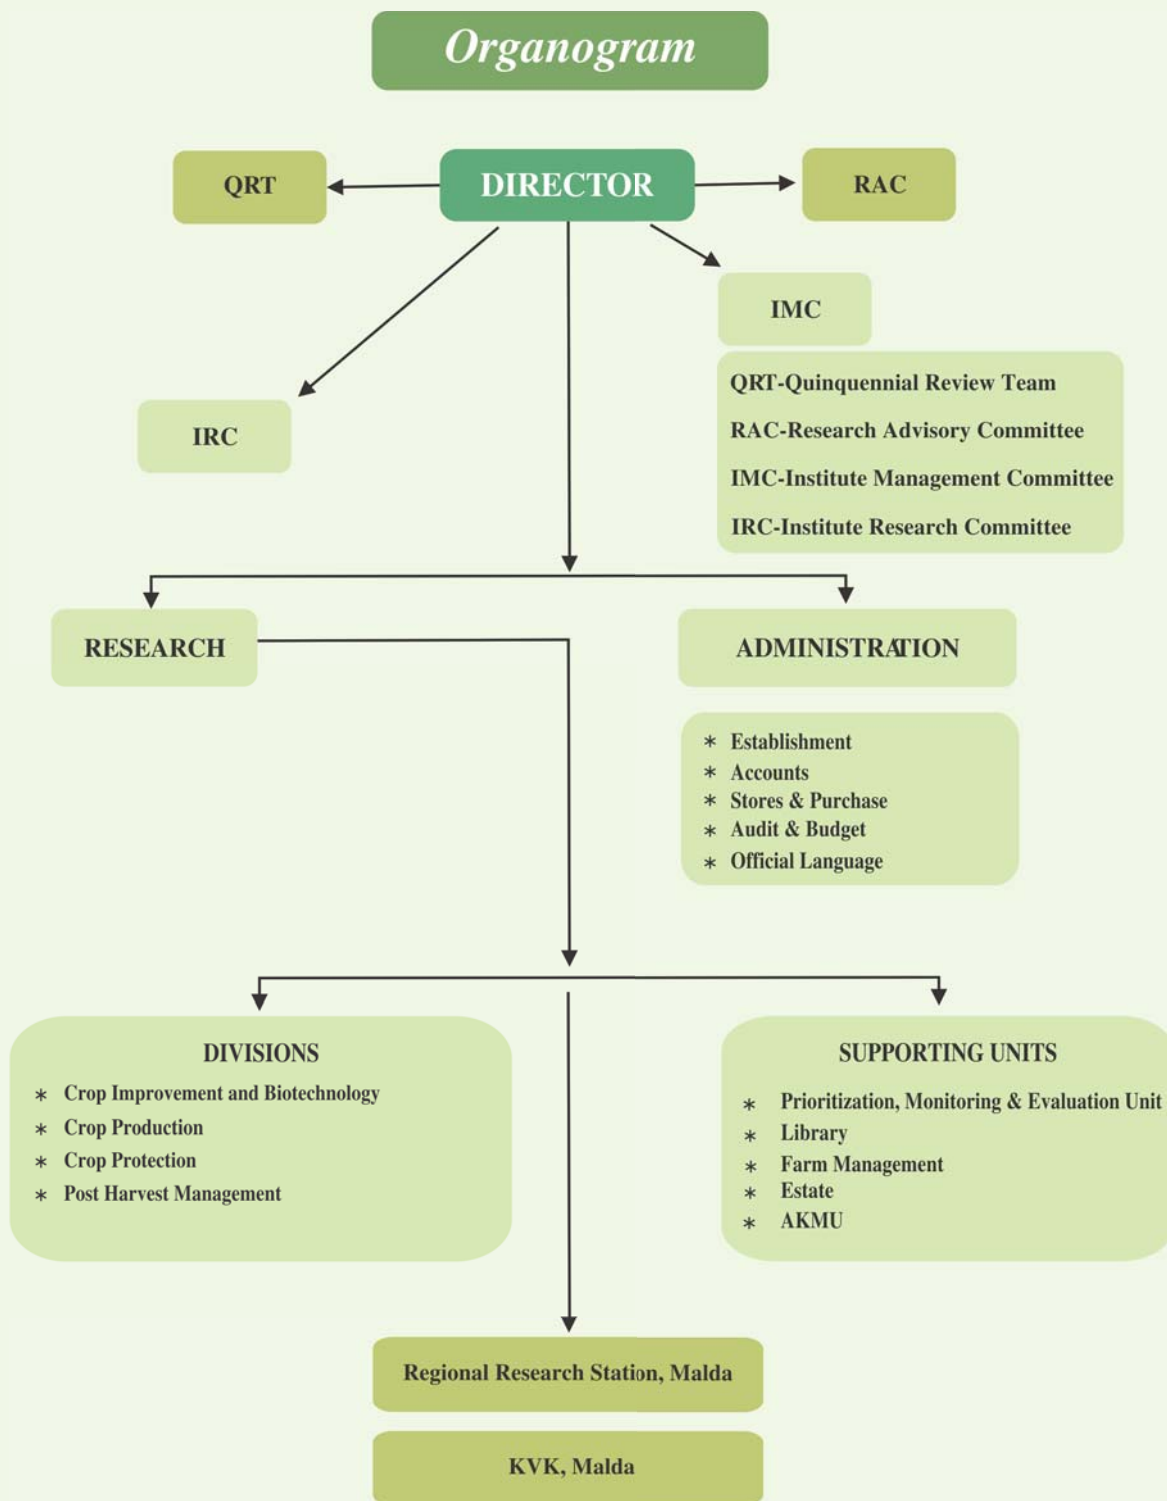 Organogram
QRT
DIRECTOR
RAC
IMC
QRT-Quinquennial Review Team
RAC-Research Advisory Committee
IMC-Institute Management Committee
IRC-Institute Research Committee
IRC
RESEARCH
ADMINISTRATION
* Establishment
* Accounts
* Stores & Purchase
* Audit & Budget
* Official Language
DIVISIONS
* Crop Improvement and Biotechnology
* Crop Production
* Crop Protection
* Post Harvest Management
SUPPORTING UNITS
* Prioritization, Monitoring & Evaluation Unit
* Library
* Farm Management
* Estate
* AKMU
Regional Research Station, Malda
KVK, Malda